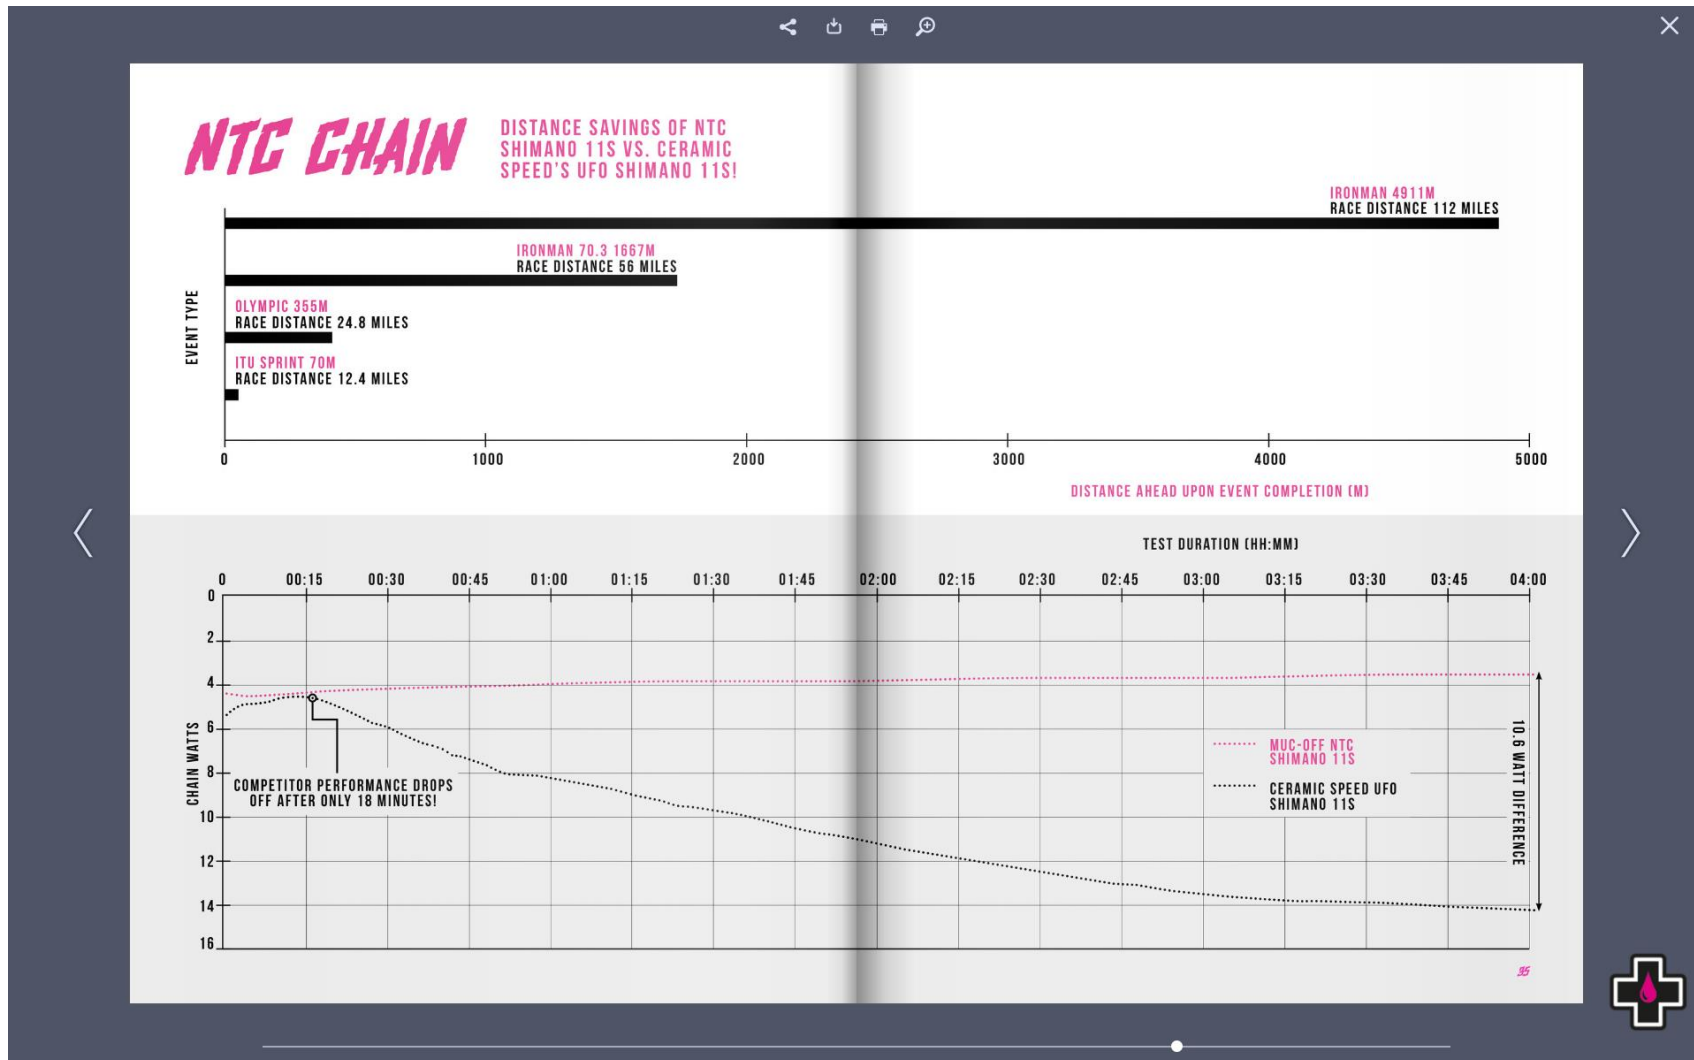 NTC CHAIN
DISTANCE SAVINGS OF NTC
SHIMANO 11S VS. CERAMIC
SPEED'S UFO SHIMANO 11S!
IRONMAN 4911M
RACE DISTANCE 112 MILES
IRONMAN 70.3 1667M
RACE DISTANCE 56 MILES
OLYMPIC 355M
RACE DISTANCE 24.8 MILES
ITU SPRINT 70M
RACE DISTANCE 12.4 MILES
EVENT TYPE
0 1000 2000 3000 4000 5000
DISTANCE AHEAD UPON EVENT COMPLETION (M)
TEST DURATION (HH:MM)
0 00:15 00:30 00:45 01:00 01:15 01:30 01:45 02:00 02:15 02:30 02:45 03:00 03:15 03:30 03:45 04:00
0
2
4
6
8
10
12
14
16
CHAIN WATTS
COMPETITOR PERFORMANCE DROPS
OFF AFTER ONLY 18 MINUTES!
MUC-OFF NTC
SHIMANO 11S
CERAMIC SPEED UFO
SHIMANO 11S
10.6 WATT DIFFERENCE
35